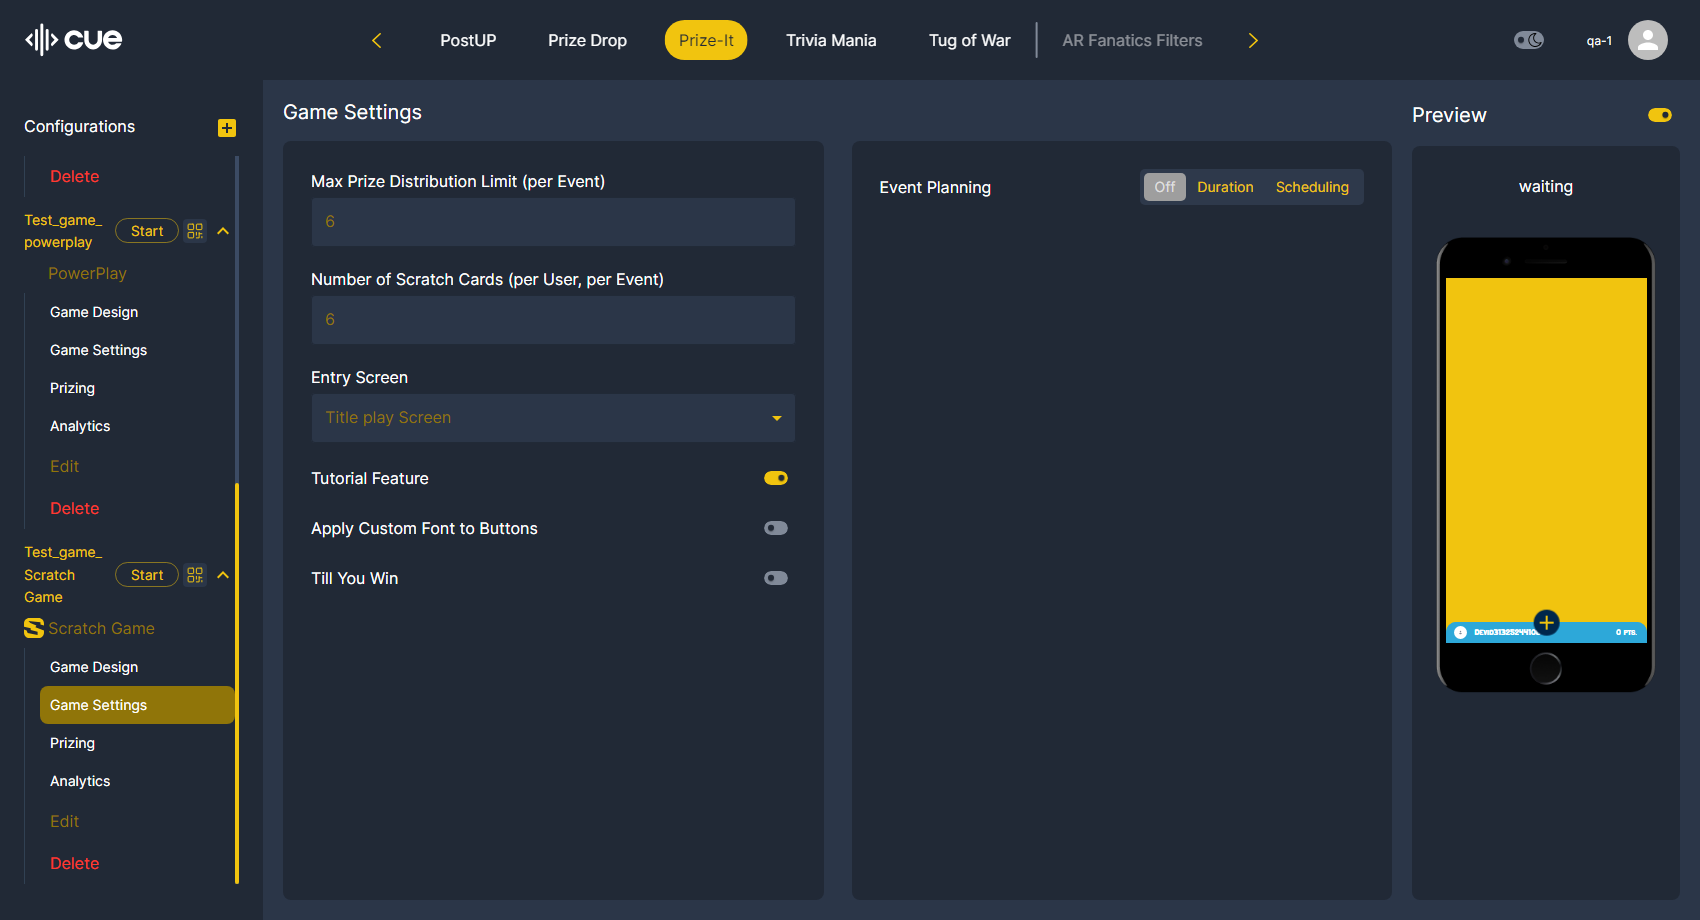 cue
PostUP
Prize Drop
Prize-It
Trivia Mania
Tug of War
AR Fanatics Filters
qa-1
Configurations
Delete
Test_game_
powerplay
Start
PowerPlay
Game Design
Game Settings
Prizing
Analytics
Edit
Delete
Test_game_
Scratch
Game
Start
Scratch Game
Game Design
Game Settings
Prizing
Analytics
Edit
Delete
Game Settings
Max Prize Distribution Limit (per Event)
6
Number of Scratch Cards (per User, per Event)
6
Entry Screen
Title play Screen
Tutorial Feature
Apply Custom Font to Buttons
Till You Win
Event Planning
Off
Duration
Scheduling
Preview
waiting
0 PTS.